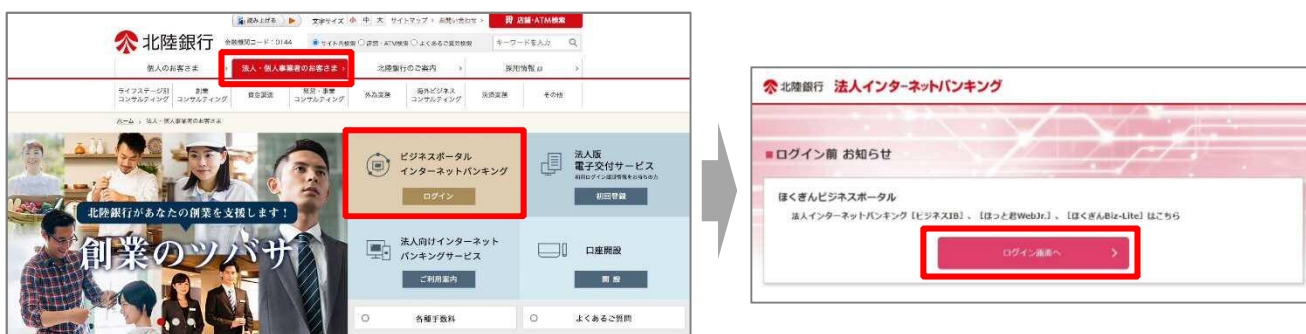 読み上げる
文字サイズ 小 中 大 サイトマップ お問い合わせ
店舗・ATM検索
北陸銀行
金融機関コード:0144
サイト内検索 店舗・ATM検索 よくあるご質問検索
キーワードを入力
個人のお客さま
法人・個人事業者のお客さま
北陸銀行のご案内
採用情報
ライフステージ別
コンサルティング
創業
コンサルティング
資金調達
経営・事業
コンサルティング
外為業務
海外ビジネス
コンサルティング
決済業務
その他
ホーム 法人・個人事業者のお客さま
北陸銀行があなたの創業を支援します!
創業のツバサ
ビジネスポータル
インターネットバンキング
ログイン
法人版
電子交付サービス
初回登録
法人向けインターネット
バンキングサービス
ご利用案内
口座開設
開設
各種手数料
よくあるご質問
北陸銀行 法人インターネットバンキング
■ログイン前 お知らせ
ほくぎんビジネスポータル
法人インターネットバンキング【ビジネスIB】、【ほっと君WebJr.】、【ほくぎんBiz-Lite】はこちら
ログイン画面へ